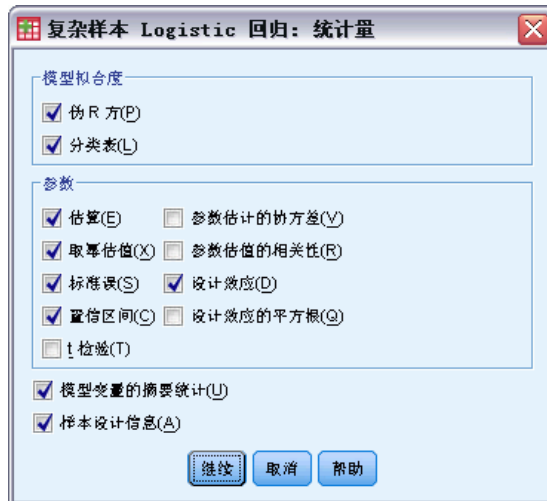 复杂样本 Logistic 回归：统计量
模型拟合度
伪 R 方(P)
分类表(L)
参数
估算(E) 参数估计的协方差(V)
取幂估值(X) 参数估值的相关性(R)
标准误(S) 设计效应(D)
置信区间(C) 设计效应的平方根(Q)
t 检验(T)
模型变量的摘要统计(U)
样本设计信息(A)
继续 取消 帮助